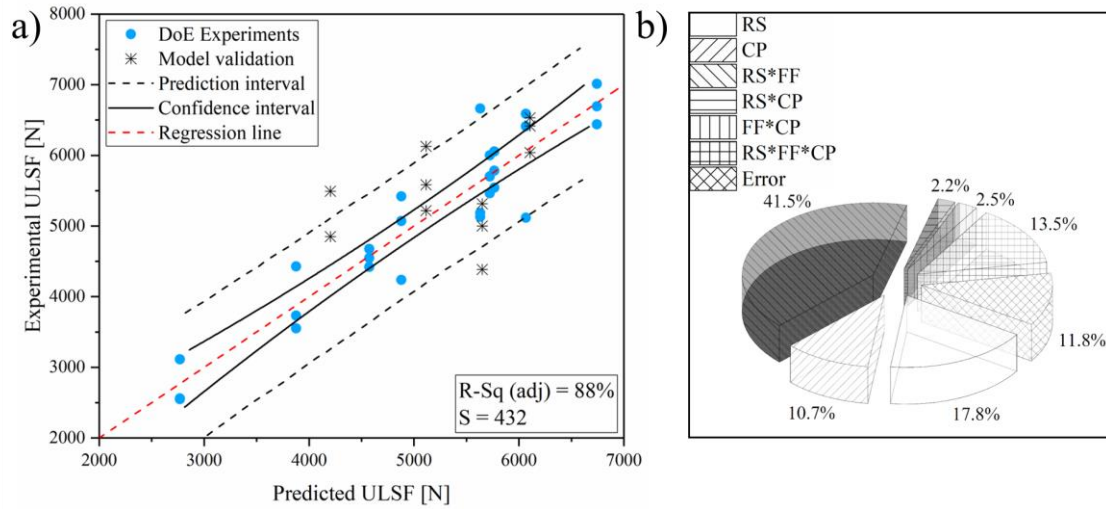 a)
8000
7000
6000
5000
4000
3000
2000
Experimental ULSF [N]
DoE Experiments
Model validation
Prediction interval
Confidence interval
Regression line
R-Sq (adj) = 88%
S = 432
2000 3000 4000 5000 6000 7000
Predicted ULSF [N]
b)
RS
CP
RS*FF
RS*CP
FF*CP
RS*FF*CP
Error
41.5%
2.2%
2.5%
13.5%
11.8%
17.8%
10.7%